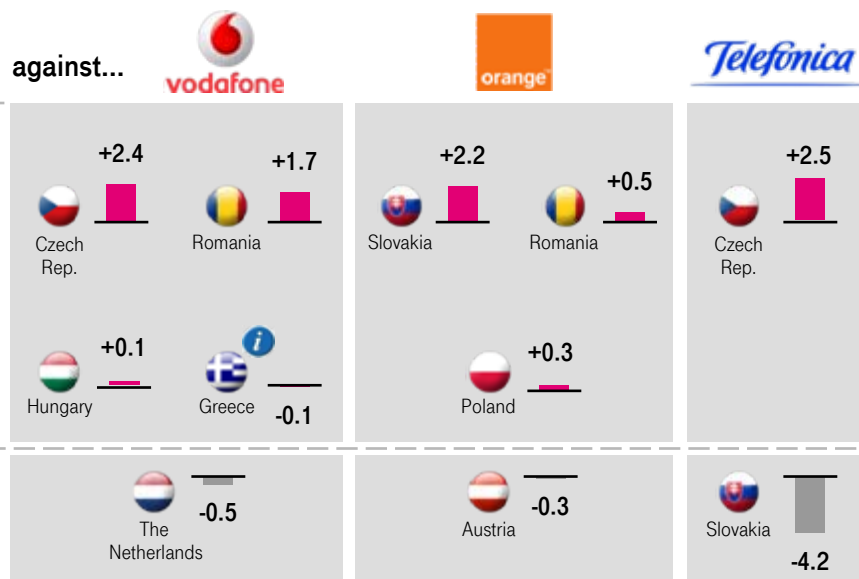 against...
vodafone
orange™
Telefónica
+2.4
Czech
Rep.
+1.7
Romania
+2.2
Slovakia
+0.5
Romania
+2.5
Czech
Rep.
+0.1
Hungary
i
Greece
-0.1
+0.3
Poland
-0.5
The
Netherlands
-0.3
Austria
Slovakia
-4.2